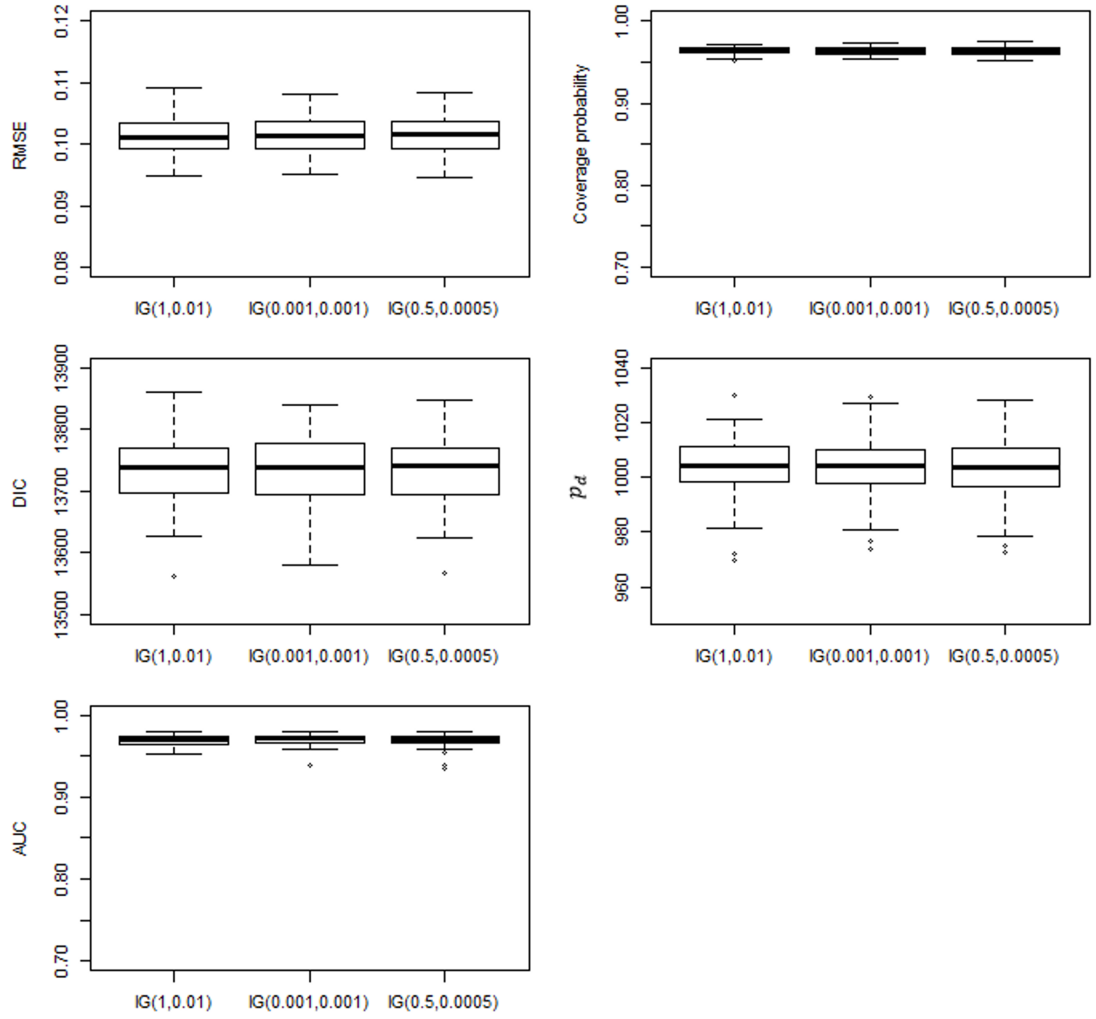 RMSE
0.12
0.11
0.10
0.09
0.08
IG(1,0.01) IG(0.001,0.001) IG(0.5,0.0005)
Coverage probability
1.00
0.90
0.80
0.70
IG(1,0.01) IG(0.001,0.001) IG(0.5,0.0005)
DIC
13900
13800
13700
13600
13500
IG(1,0.01) IG(0.001,0.001) IG(0.5,0.0005)
p_d
1040
1020
1000
980
960
IG(1,0.01) IG(0.001,0.001) IG(0.5,0.0005)
AUC
1.00
0.90
0.80
0.70
IG(1,0.01) IG(0.001,0.001) IG(0.5,0.0005)